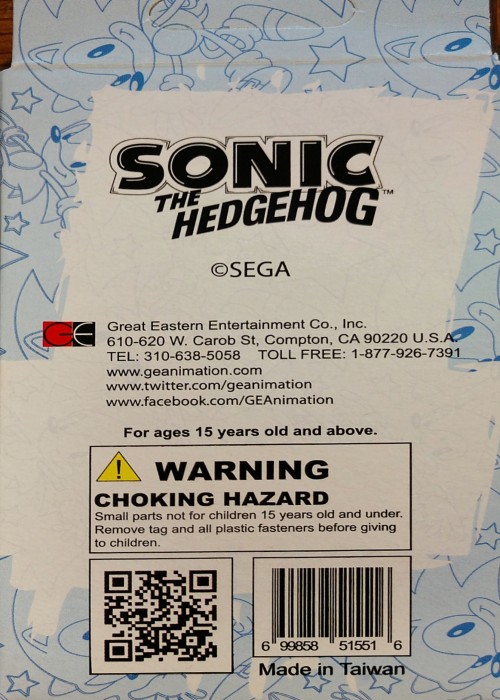 SONIC
THE
HEDGEHOG™
©SEGA
GE
Great Eastern Entertainment Co., Inc.
610-620 W. Carob St, Compton, CA 90220 U.S.A.
TEL: 310-638-5058 TOLL FREE: 1-877-926-7391
www.geanimation.com
www.twitter.com/geanimation
www.facebook.com/GEAnimation
For ages 15 years old and above.
! WARNING
CHOKING HAZARD
Small parts not for children 15 years old and under.
Remove tag and all plastic fasteners before giving
to children.
6 99858 51551 6
Made in Taiwan